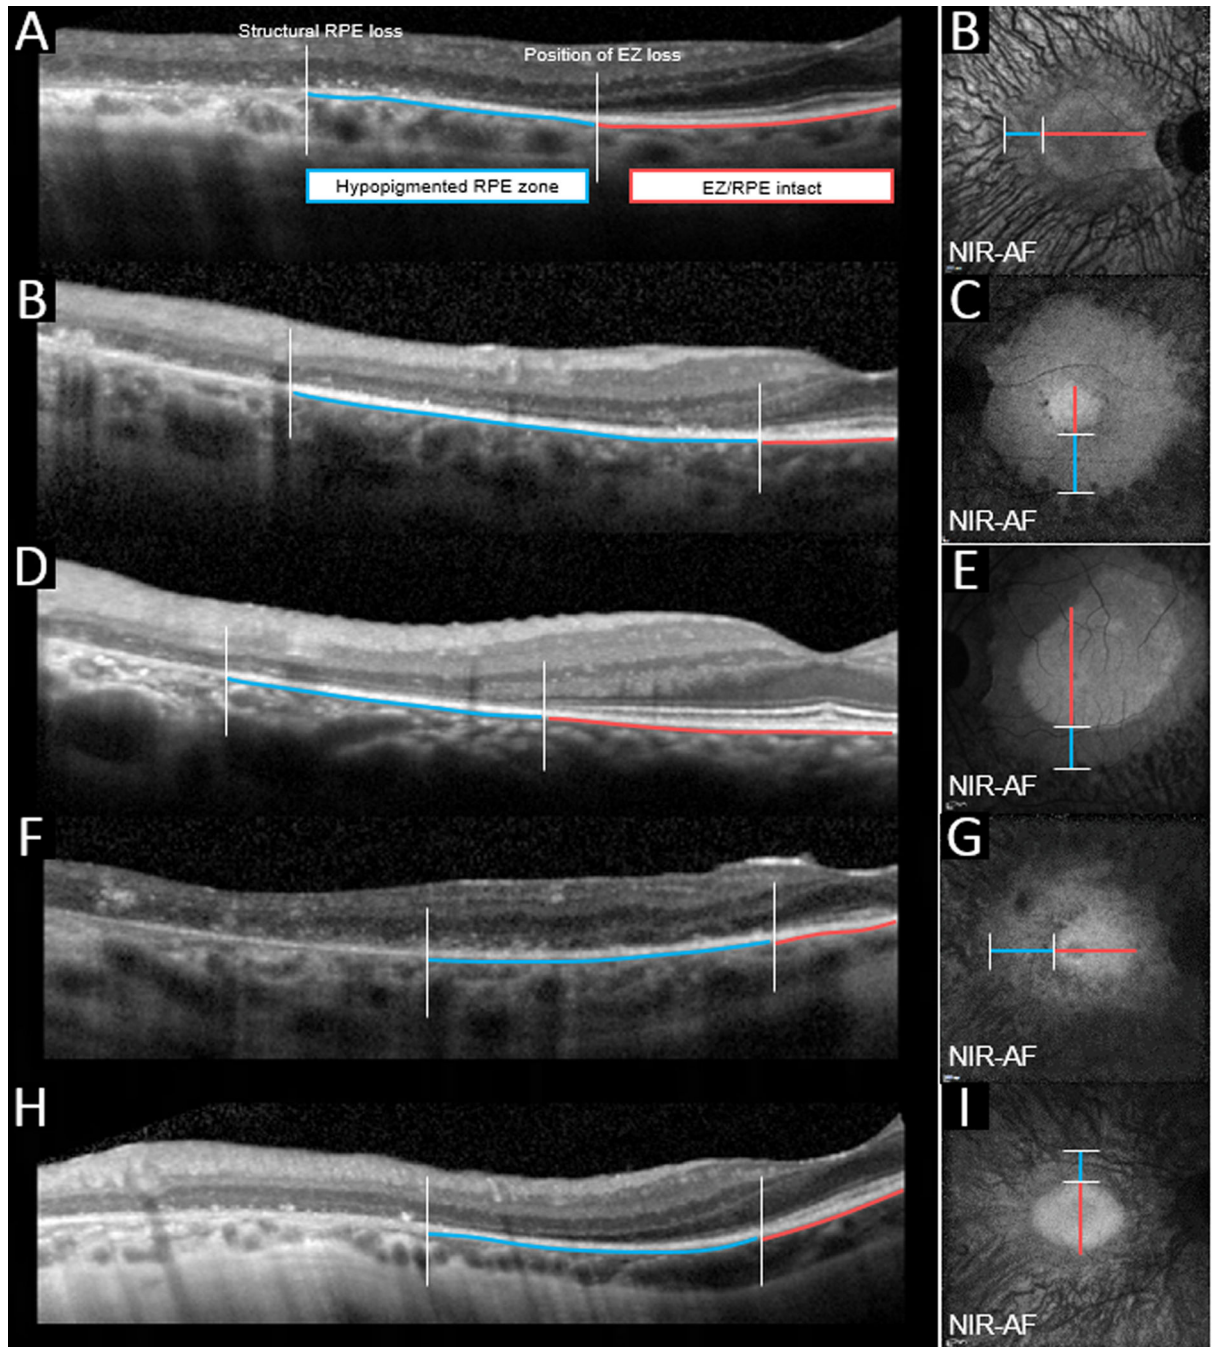 A
Structural RPE loss
Position of EZ loss
Hypopigmented RPE zone
EZ/RPE intact
B
NIR-AF
B
C
NIR-AF
D
E
NIR-AF
F
G
NIR-AF
H
I
NIR-AF